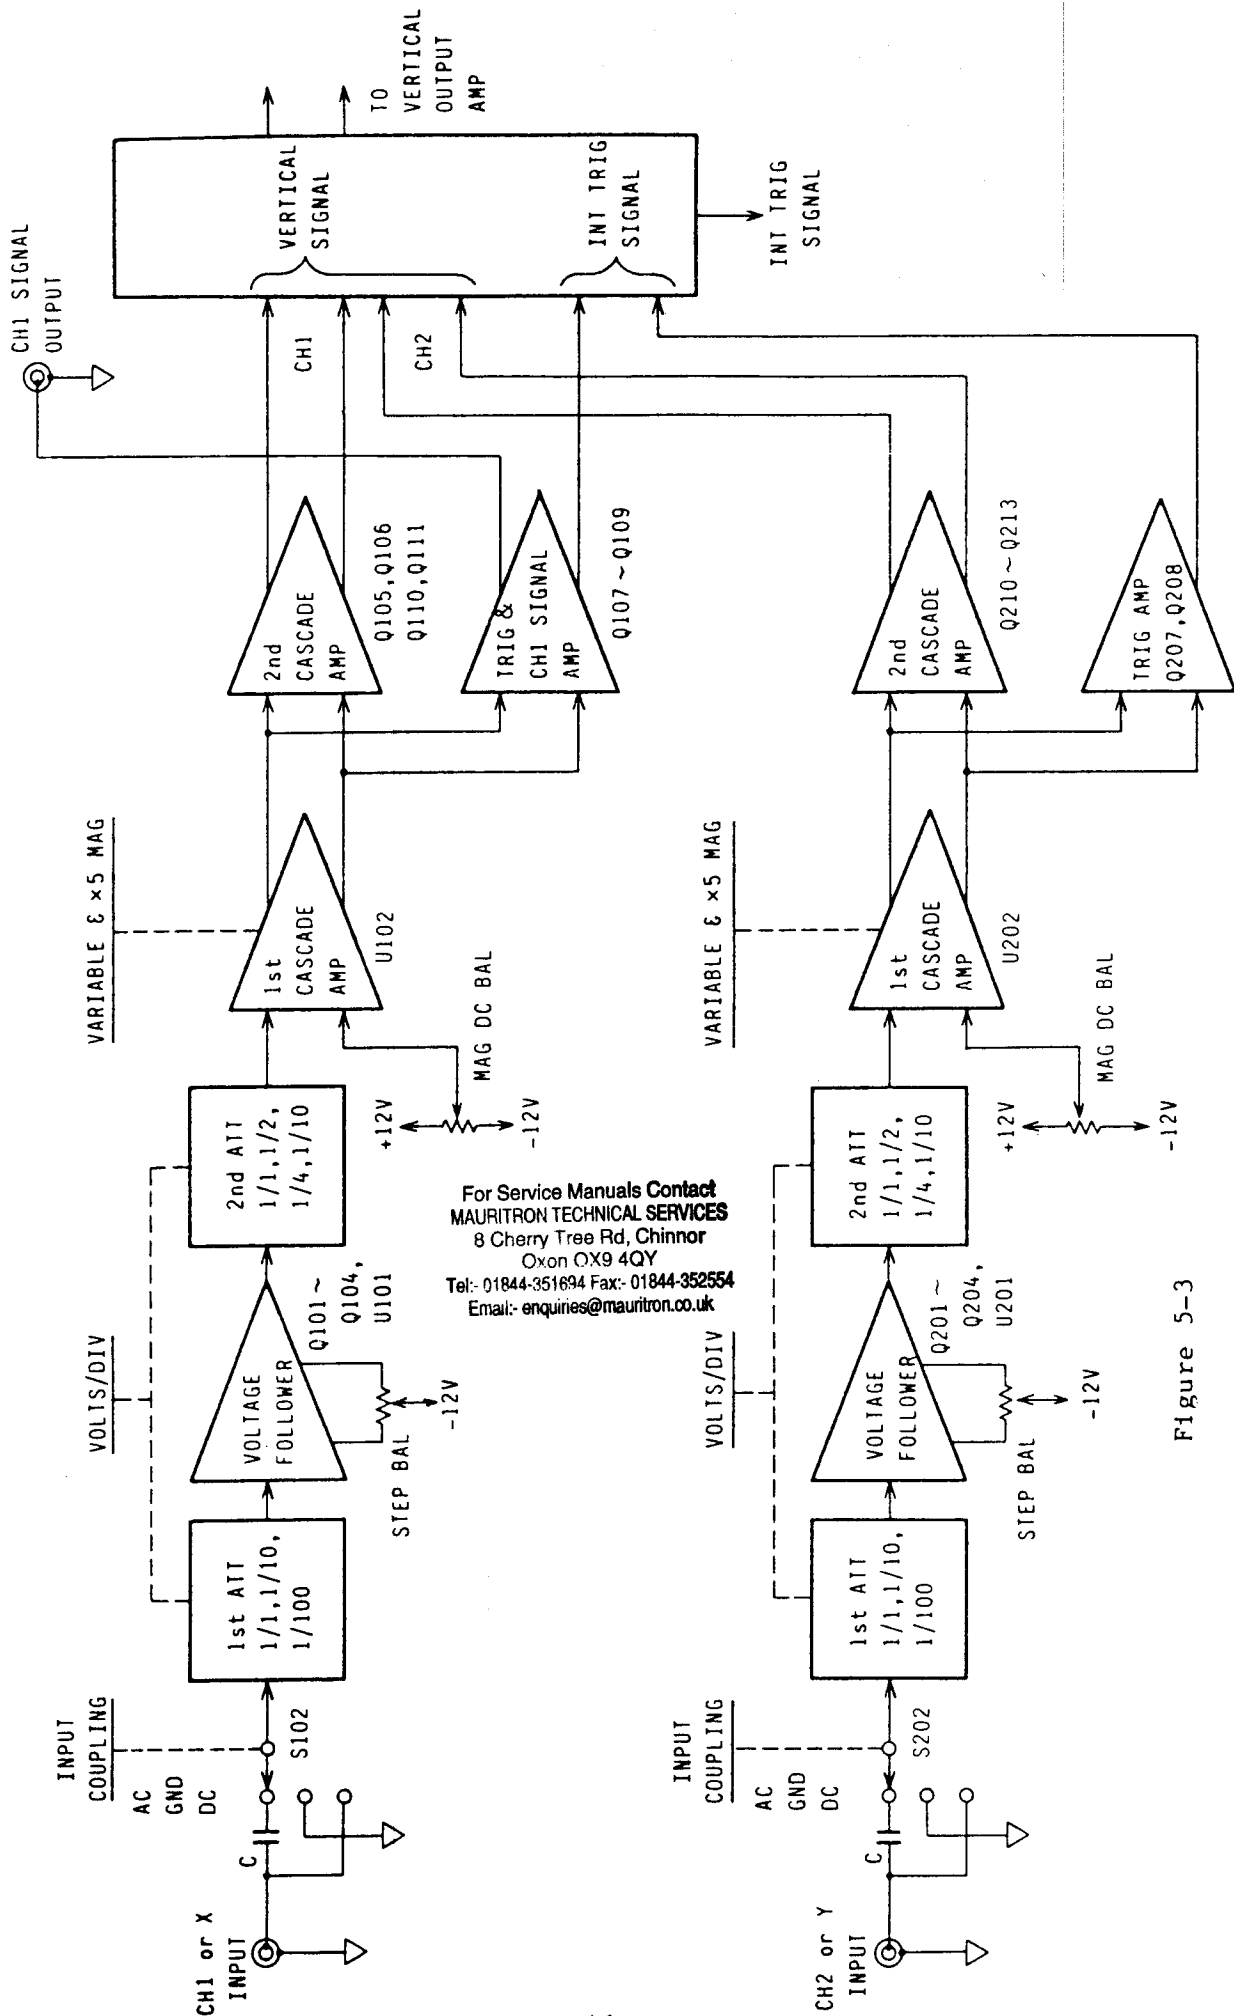 CH1 or X
INPUT
C
AC
GND
DC
INPUT
COUPLING
S102
1st ATT
1/1,1/10,
1/100
VOLTS/DIV
VOLTAGE
FOLLOWER
STEP BAL
-12V
Q101~
Q104,
U101
2nd ATT
1/1,1/2,
1/4,1/10
+12V
-12V
MAG DC BAL
VARIABLE & ×5 MAG
1st
CASCADE
AMP
U102
2nd
CASCADE
AMP
Q105,Q106
Q110,Q111
TRIG &
CH1 SIGNAL
AMP
Q107~Q109
CH1 SIGNAL
OUTPUT
CH1
CH2
VERTICAL
SIGNAL
INT TRIG
SIGNAL
TO
VERTICAL
OUTPUT
AMP
INT TRIG
SIGNAL
CH2 or Y
INPUT
C
AC
GND
DC
INPUT
COUPLING
S202
1st ATT
1/1,1/10,
1/100
VOLTS/DIV
VOLTAGE
FOLLOWER
STEP BAL
-12V
Q201~
Q204,
U201
2nd ATT
1/1,1/2,
1/4,1/10
+12V
-12V
MAG DC BAL
VARIABLE & ×5 MAG
1st
CASCADE
AMP
U202
2nd
CASCADE
AMP
Q210~Q213
TRIG AMP
Q207,Q208
For Service Manuals Contact
MAURITRON TECHNICAL SERVICES
8 Cherry Tree Rd, Chinnor
Oxon OX9 4QY
Tel:- 01844-351694 Fax:- 01844-352554
Email:- enquiries@mauritron.co.uk
Figure 5-3